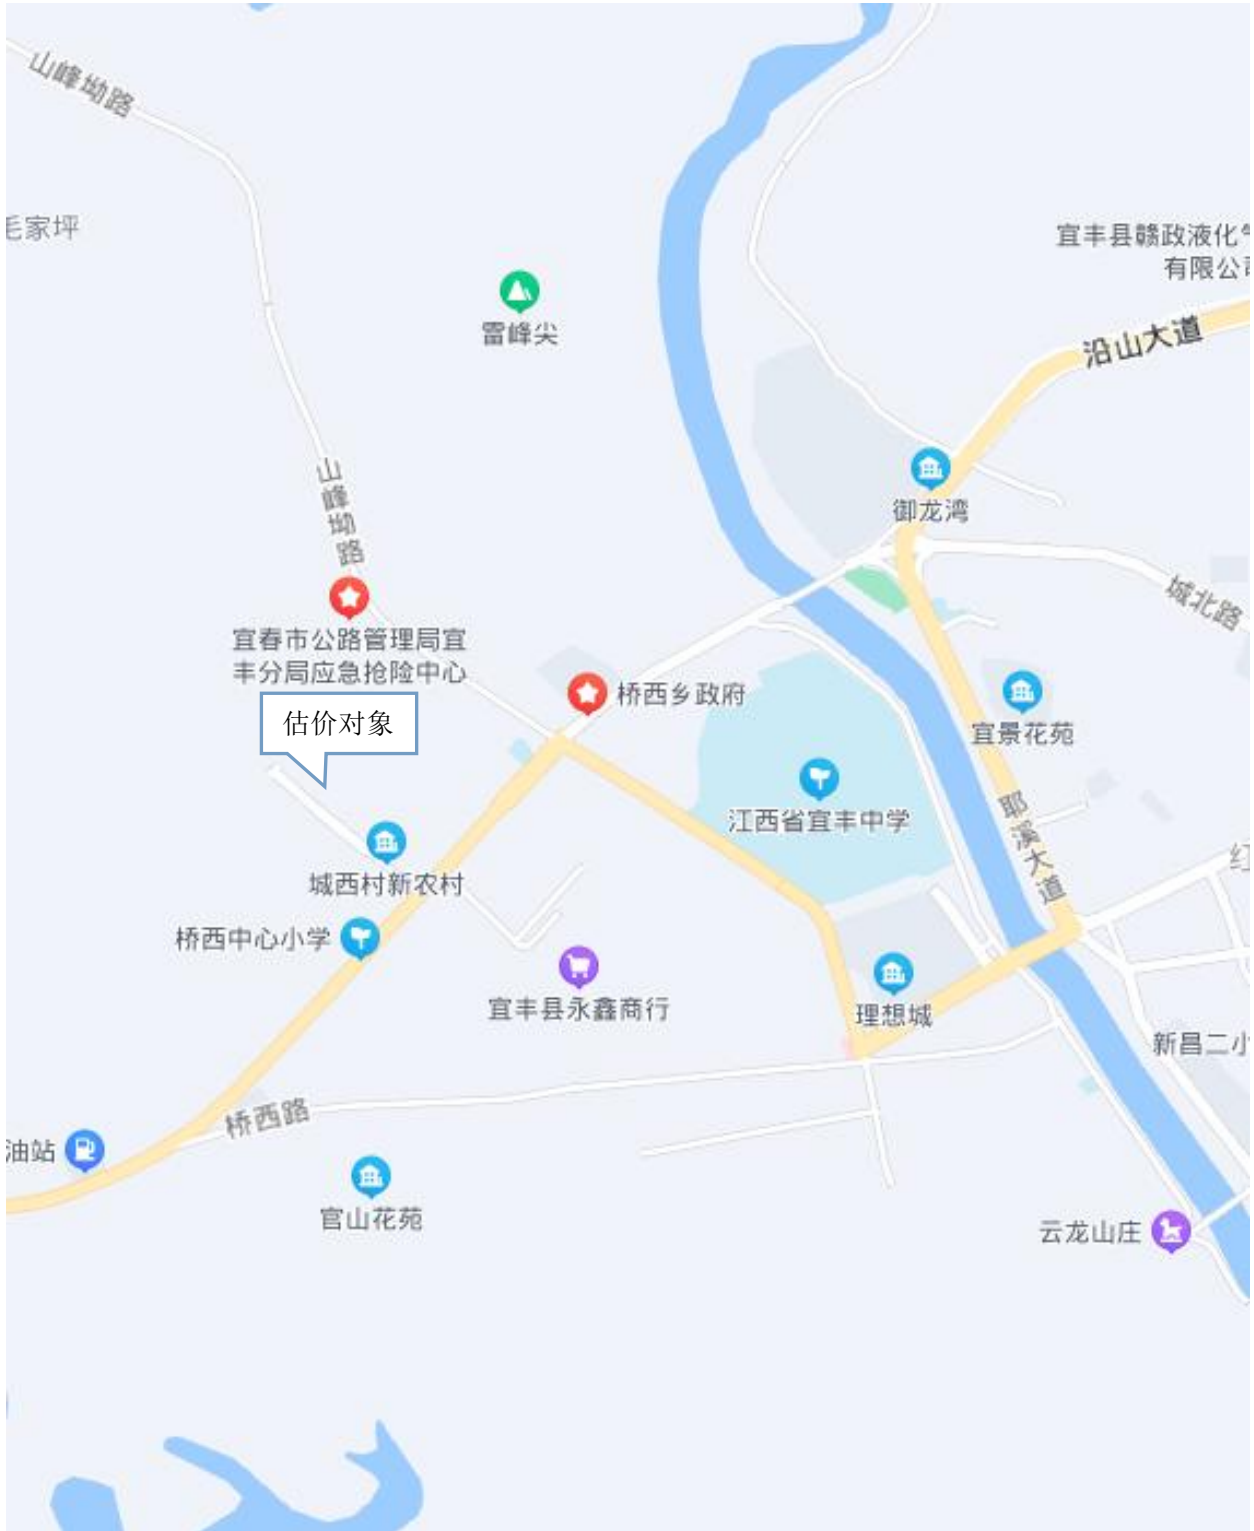 山峰坳路
毛家坪
宜丰县赣政液化气
有限公司
雷峰尖
沿山大道
御龙湾
山峰坳路
城北路
宜春市公路管理局宜
丰分局应急抢险中心
桥西乡政府
估价对象
宜景花苑
江西省宜丰中学
耶溪大道
红
城西村新农村
桥西中心小学
宜丰县永鑫商行
理想城
新昌二小
桥西路
油站
官山花苑
云龙山庄